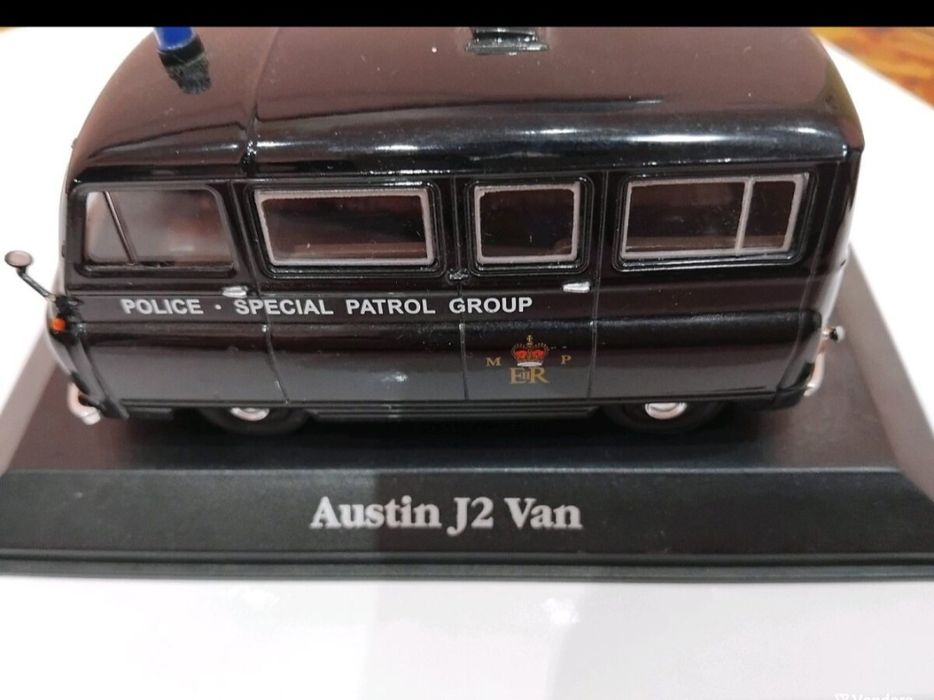 POLICE · SPECIAL PATROL GROUP
M P
EIIR
Austin J2 Van